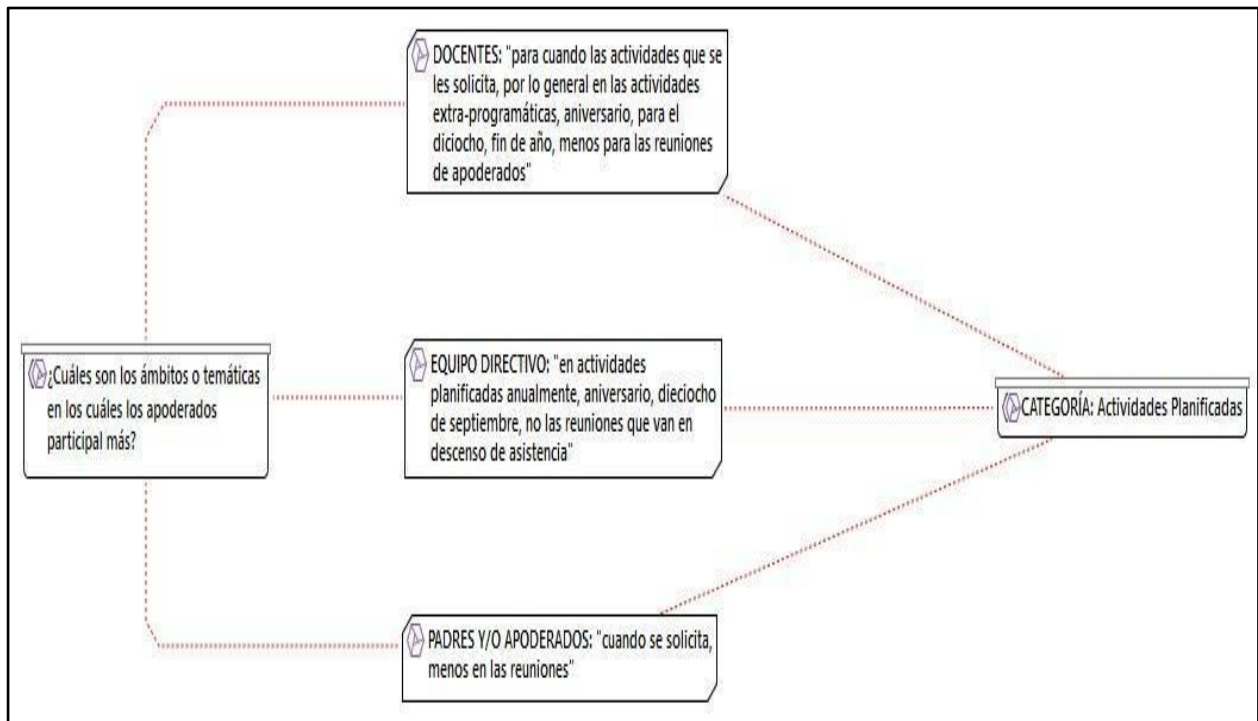 DOCENTES: "para cuando las actividades que se
les solicita, por lo general en las actividades
extra-programáticas, aniversario, para el
diciocho, fin de año, menos para las reuniones
de apoderados"
¿Cuáles son los ámbitos o temáticas
en los cuáles los apoderados
participal más?
EQUIPO DIRECTIVO: "en actividades
planificadas anualmente, aniversario, dieciocho
de septiembre, no las reuniones que van en
descenso de asistencia"
CATEGORÍA: Actividades Planificadas
PADRES Y/O APODERADOS: "cuando se solicita,
menos en las reuniones"